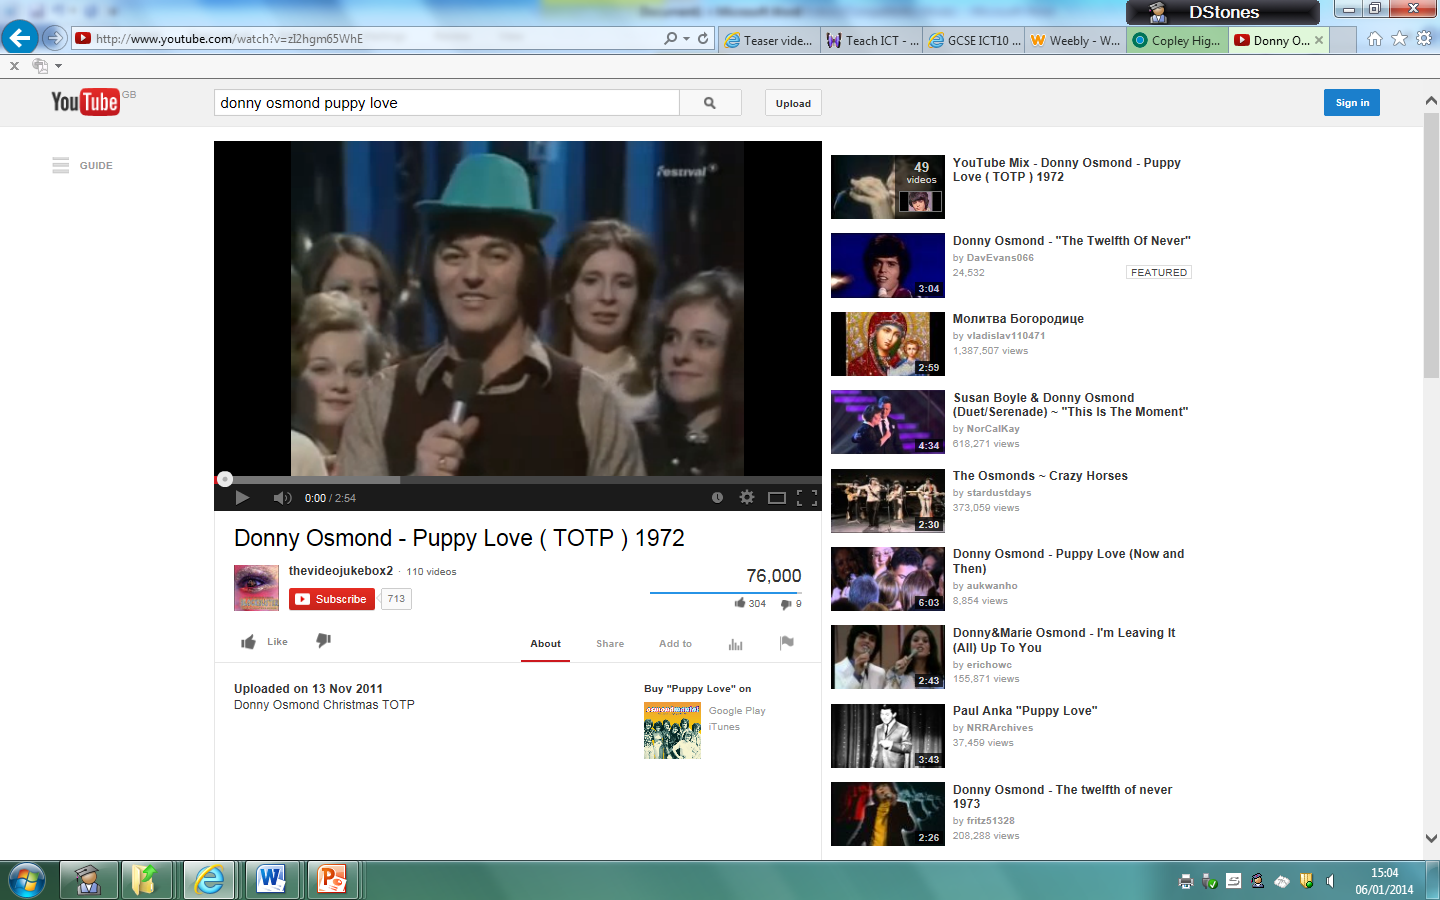 DStones
http://www.youtube.com/watch?v=zI2hgm65WhE
Teaser vide...
Teach ICT - ...
GCSE ICT10 ...
Weebly - W...
Copley Hig...
Donny O...
YouTube GB
donny osmond puppy love
Upload
Sign in
GUIDE
festival
0:00 / 2:54
Donny Osmond - Puppy Love ( TOTP ) 1972
thevideojukebox2 · 110 videos
Subscribe 713
76,000
304 9
Like
About Share Add to
Uploaded on 13 Nov 2011
Donny Osmond Christmas TOTP
Buy "Puppy Love" on
Google Play
iTunes
49
videos
YouTube Mix - Donny Osmond - Puppy
Love ( TOTP ) 1972
Donny Osmond - "The Twelfth Of Never"
by DavEvans066
24,532
FEATURED
3:04
Молитва Богородице
by vladislav110471
1,387,507 views
2:59
Susan Boyle & Donny Osmond
(Duet/Serenade) ~ "This Is The Moment"
by NorCalKay
618,271 views
4:34
The Osmonds ~ Crazy Horses
by stardustdays
373,059 views
2:30
Donny Osmond - Puppy Love (Now and
Then)
by aukwanho
8,854 views
6:03
Donny&Marie Osmond - I'm Leaving It
(All) Up To You
by erichowc
155,871 views
2:43
Paul Anka "Puppy Love"
by NRRArchives
37,459 views
3:43
Donny Osmond - The twelfth of never
1973
by fritz51328
208,288 views
2:26
15:04
06/01/2014